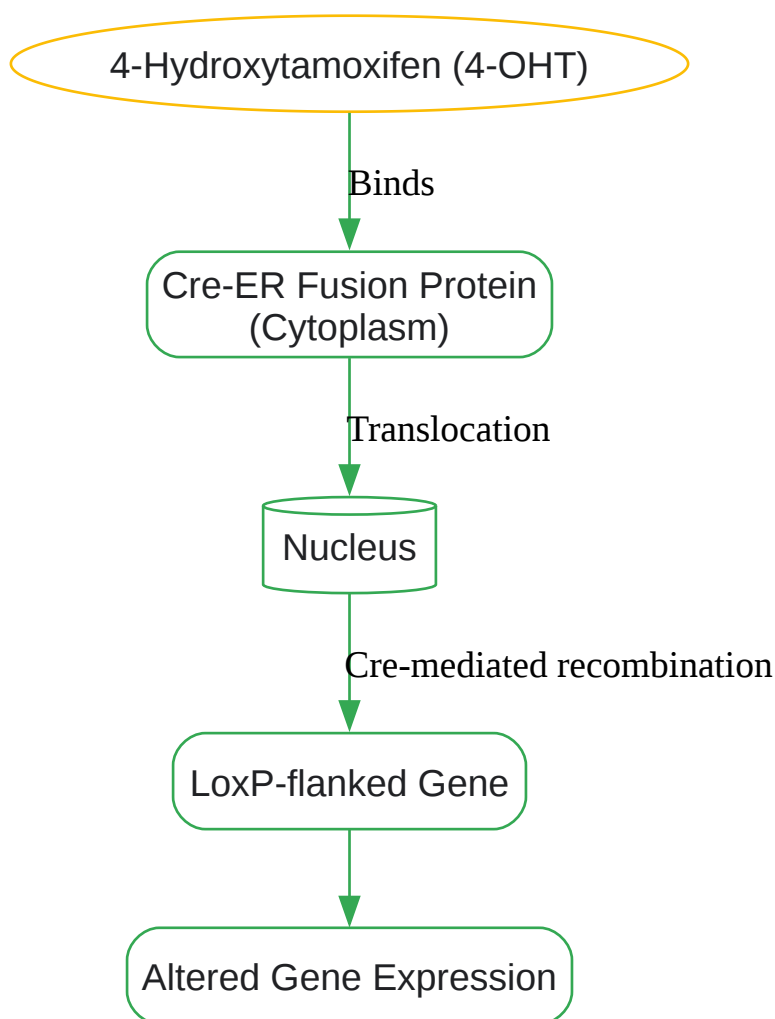 4-Hydroxytamoxifen (4-OHT)
Binds
Cre-ER Fusion Protein
(Cytoplasm)
Translocation
Nucleus
Cre-mediated recombination
LoxP-flanked Gene
Altered Gene Expression